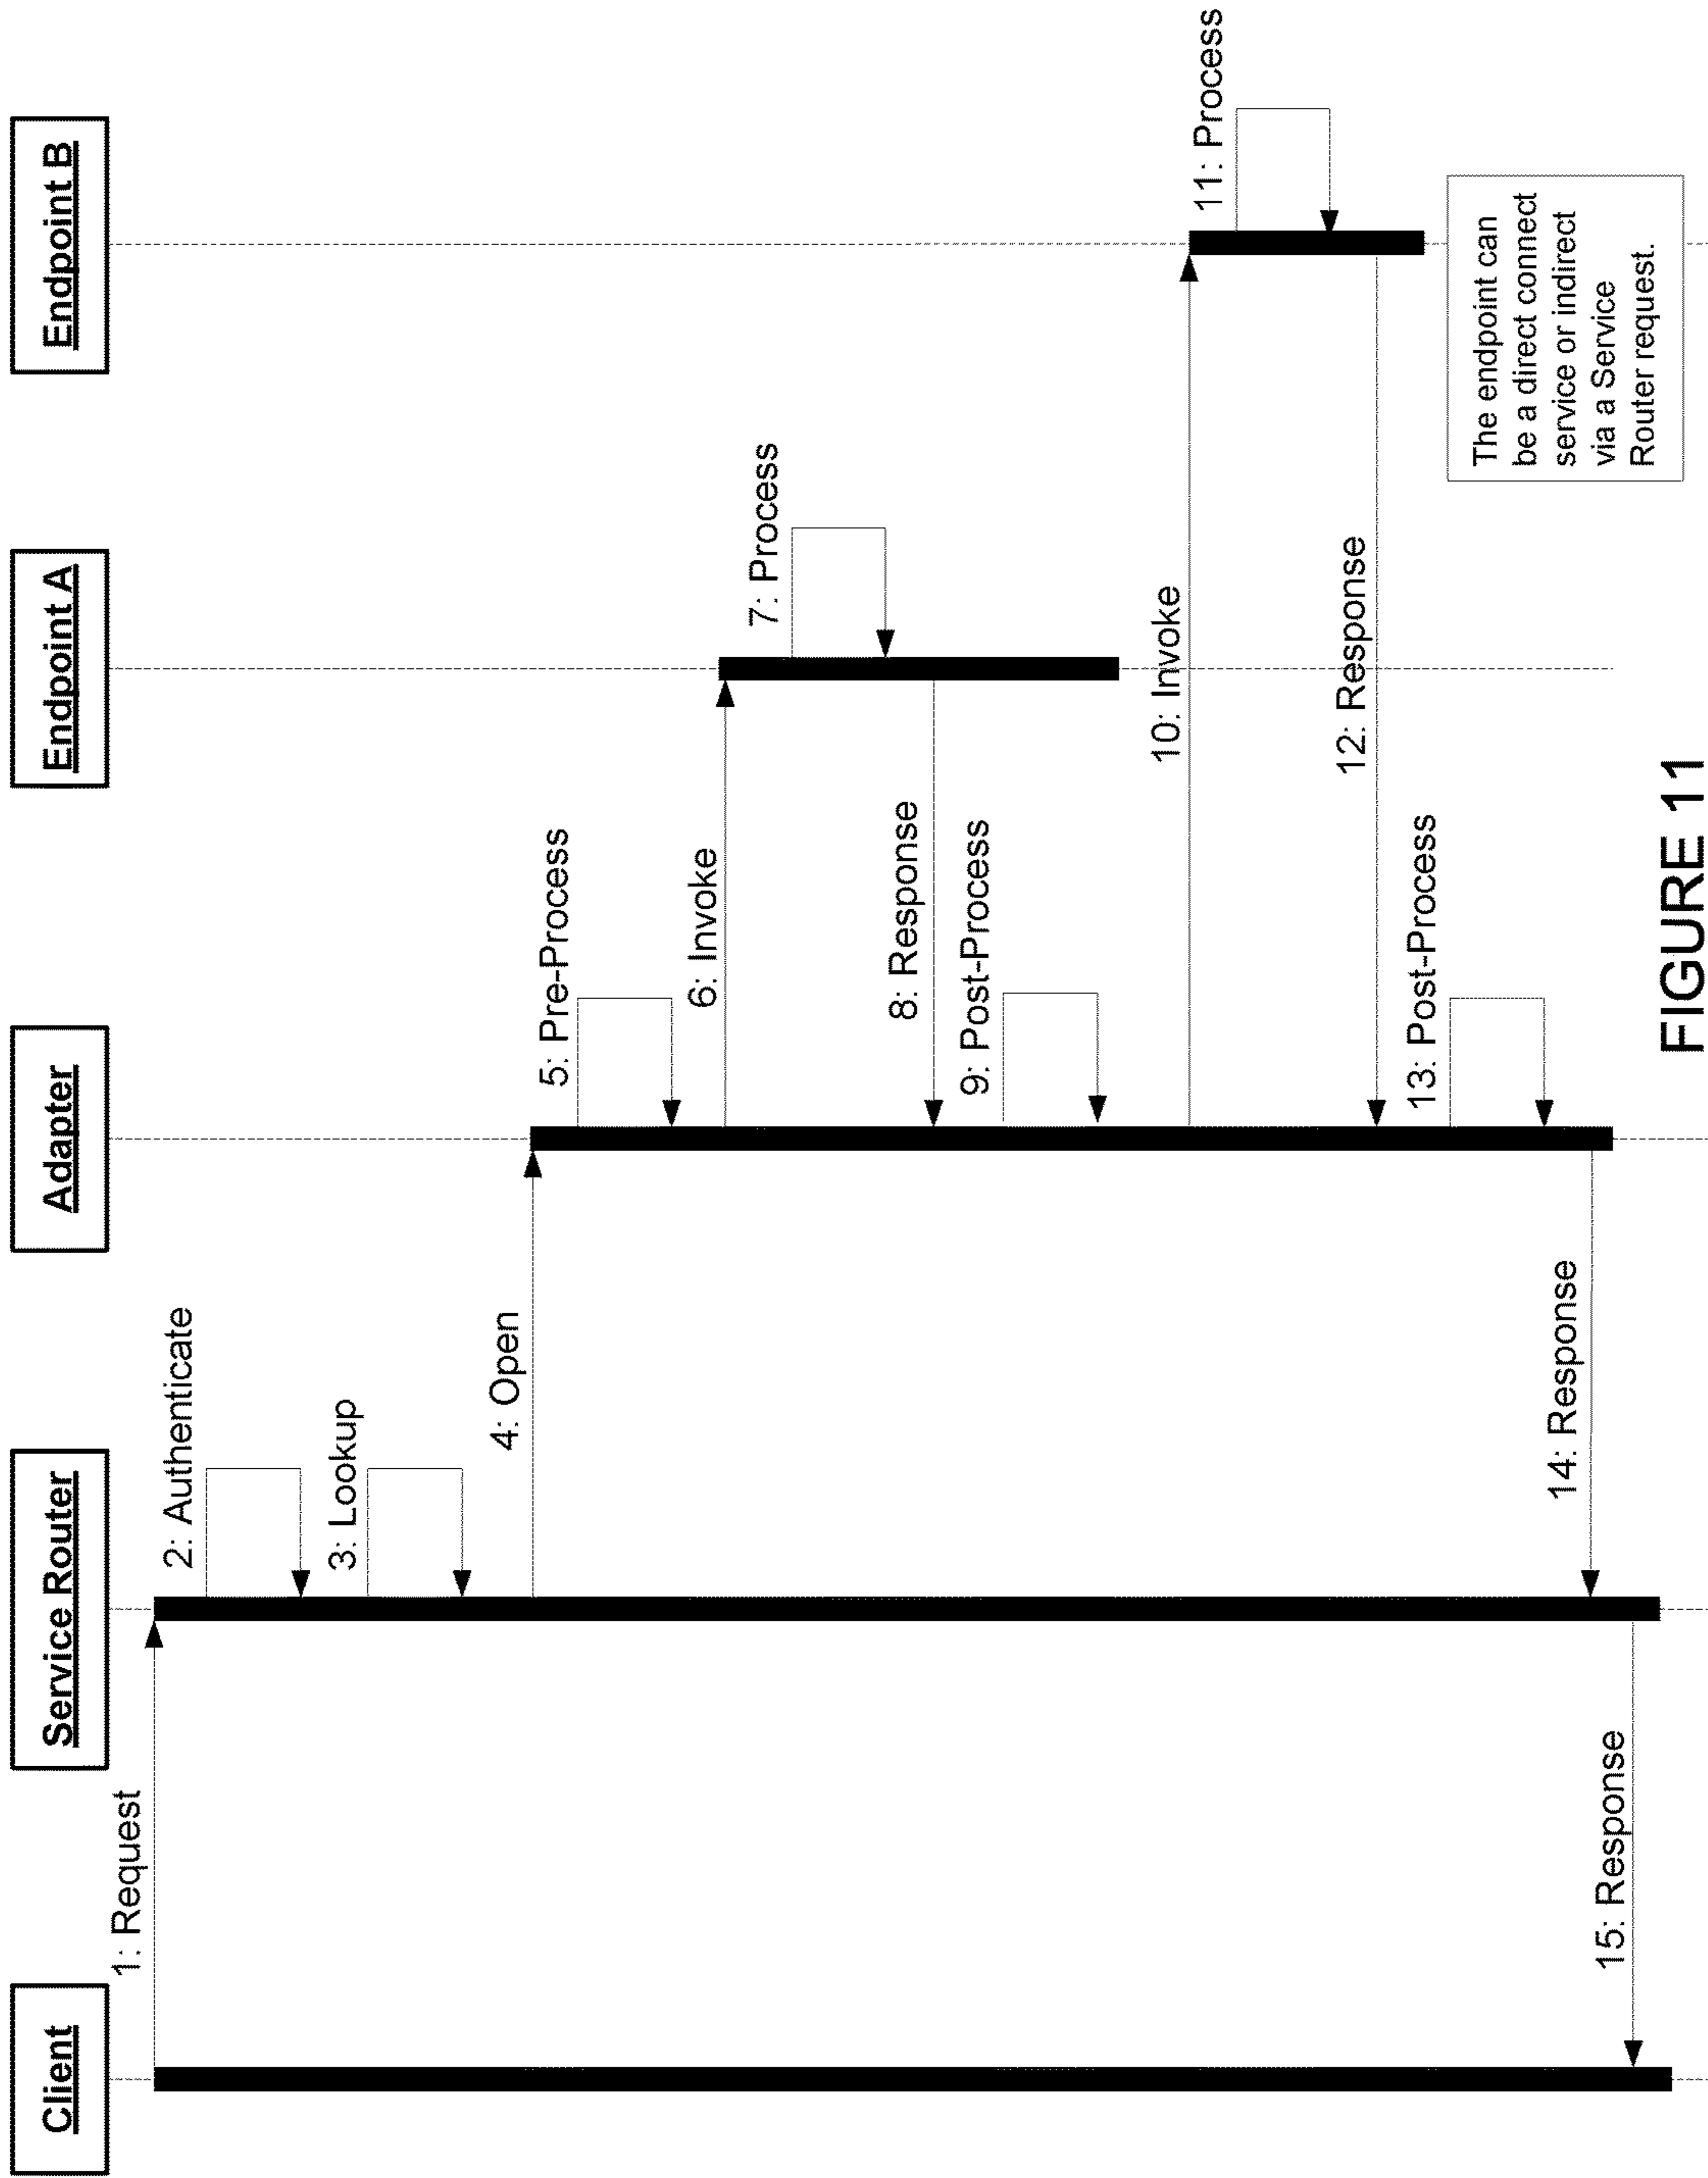 Client
Service Router
Adapter
Endpoint A
Endpoint B
1: Request
2: Authenticate
3: Lookup
4: Open
5: Pre-Process
6: Invoke
7: Process
8: Response
9: Post-Process
10: Invoke
11: Process
12: Response
13: Post-Process
14: Response
15: Response
The endpoint can
be a direct connect
service or indirect
via a Service
Router request.
FIGURE 11